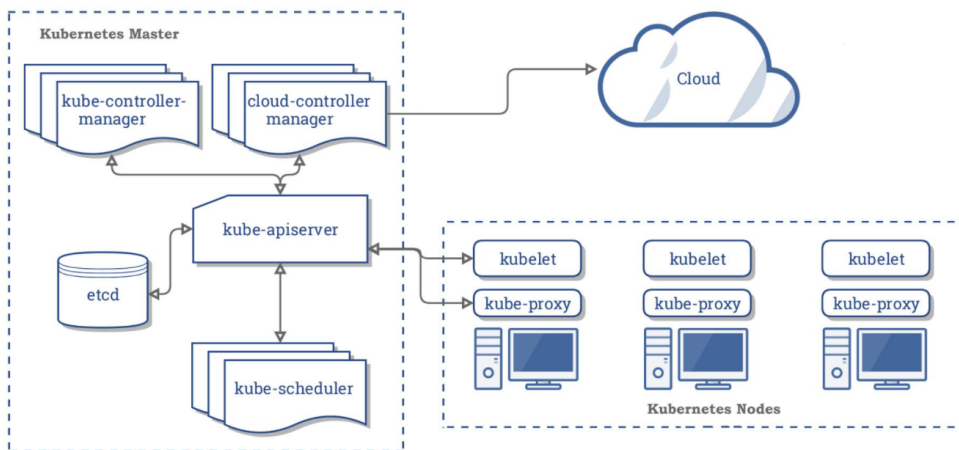 Kubernetes Master
kube-controller-
manager
cloud-controller
manager
Cloud
kube-apiserver
etcd
kube-scheduler
kubelet
kubelet
kubelet
kube-proxy
kube-proxy
kube-proxy
Kubernetes Nodes